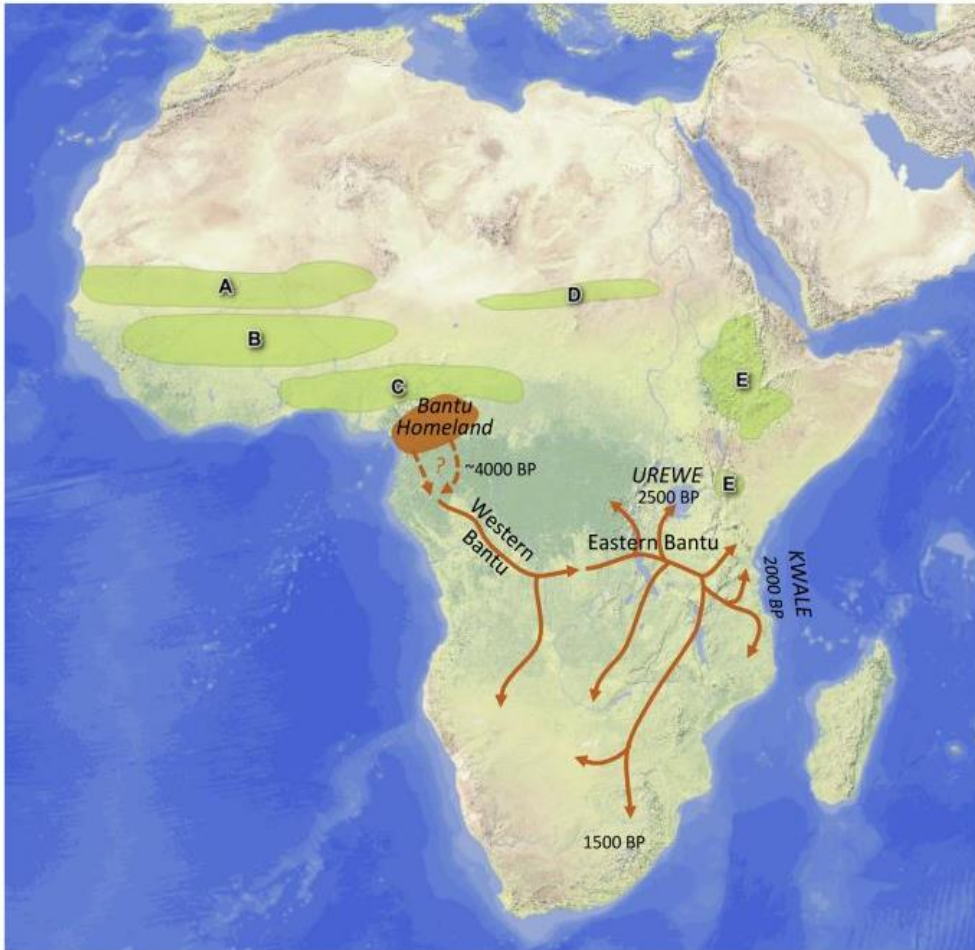 A
D
B
E
C
Bantu
Homeland
?
~4000 BP
UREWE
2500 BP
E
Western
Bantu
Eastern Bantu
KWALE
2000 BP
1500 BP